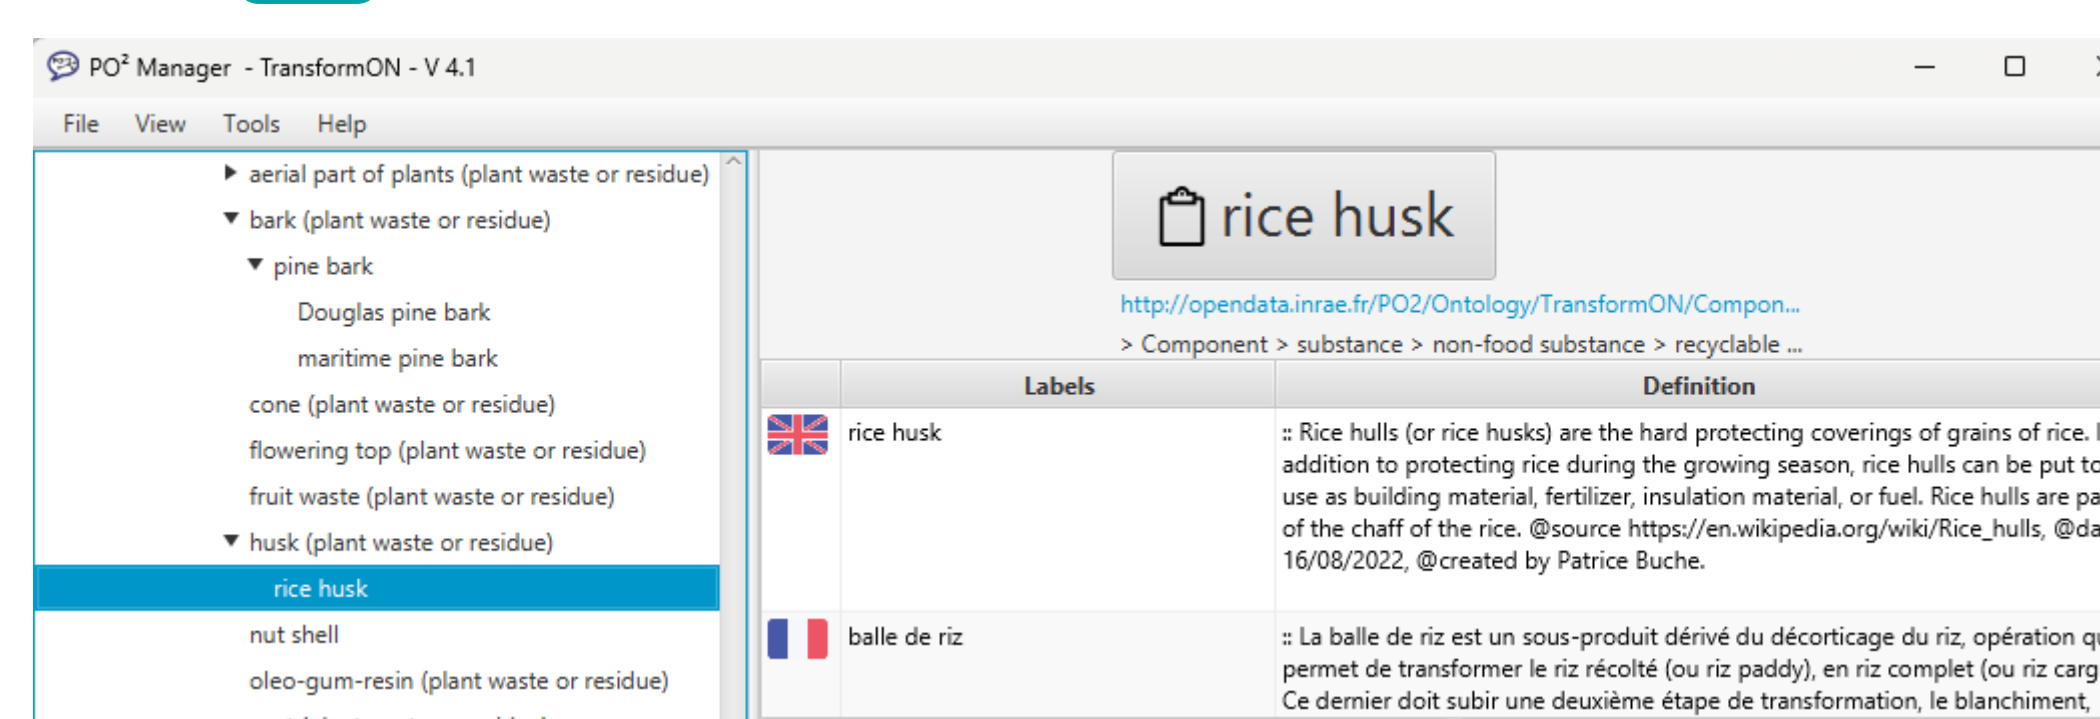 PO² Manager - TransformON - V 4.1
File View Tools Help
aerial part of plants (plant waste or residue)
bark (plant waste or residue)
pine bark
Douglas pine bark
maritime pine bark
cone (plant waste or residue)
flowering top (plant waste or residue)
fruit waste (plant waste or residue)
husk (plant waste or residue)
rice husk
nut shell
oleo-gum-resin (plant waste or residue)
rice husk
http://opendata.inrae.fr/PO2/Ontology/TransformON/Compon...
> Component > substance > non-food substance > recyclable ...
Labels Definition
rice husk
:: Rice hulls (or rice husks) are the hard protecting coverings of grains of rice.
addition to protecting rice during the growing season, rice hulls can be put to
use as building material, fertilizer, insulation material, or fuel. Rice hulls are
of the chaff of the rice. @source https://en.wikipedia.org/wiki/Rice_hulls,
16/08/2022, @created by Patrice Buche.
balle de riz
:: La balle de riz est un sous-produit dérivé du décorticage du riz, opération
permet de transformer le riz récolté (ou riz paddy), en riz complet (ou riz
Ce dernier doit subir une deuxième étape de transformation, le blanchiment,